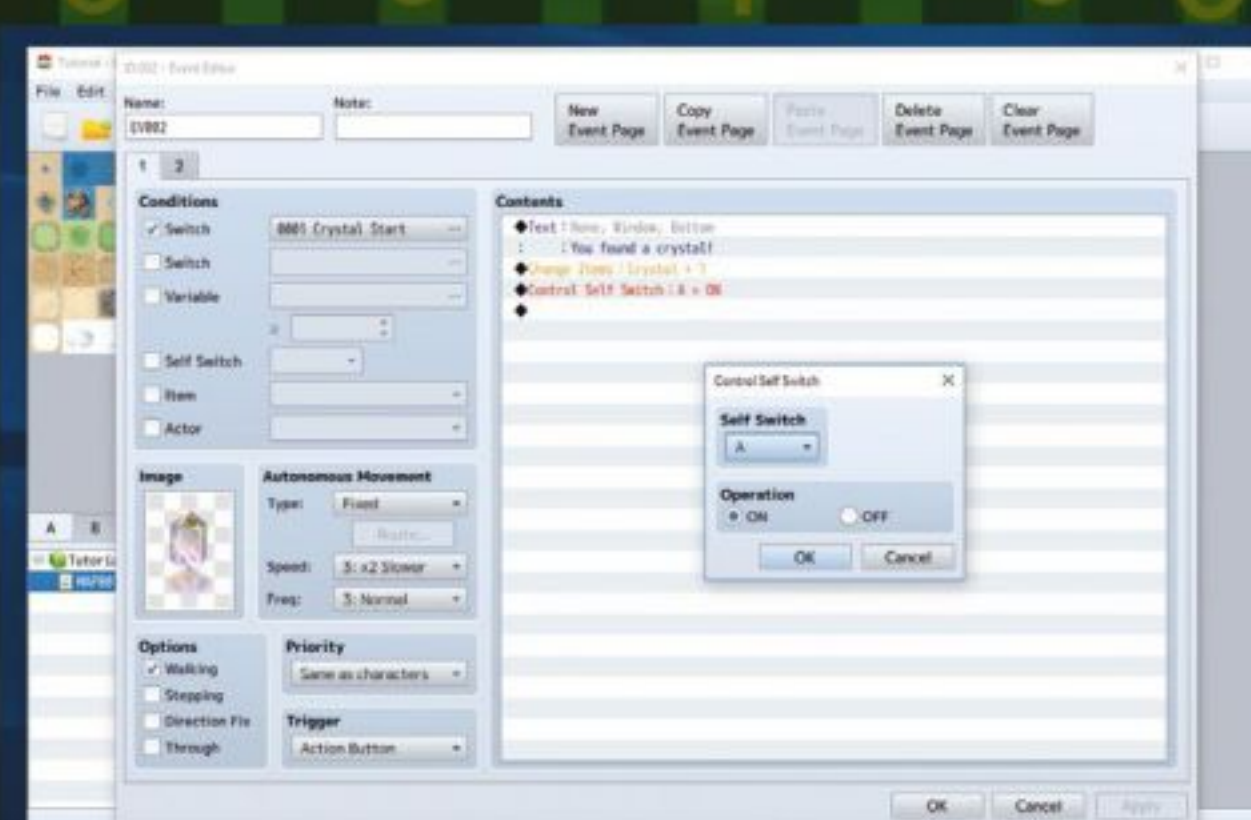 Tutorial
ID:002 - Event Editor
File Edit
Name:
Note:
EV002
New
Event Page
Copy
Event Page
Paste
Event Page
Delete
Event Page
Clear
Event Page
1 2
Conditions
Switch 0001 Crystal Start ...
Switch ...
Variable ...
≥
Self Switch
Item
Actor
Image
Autonomous Movement
Type: Fixed
Route...
Speed: 3: x2 Slower
Freq: 3: Normal
Options
Walking
Stepping
Direction Fix
Through
Priority
Same as characters
Trigger
Action Button
Contents
◆Text : None, Window, Bottom
: : You found a crystal!
◆Change Items : Crystal + 1
◆Control Self Switch : A = ON
◆
Control Self Switch
Self Switch
A
Operation
ON OFF
OK Cancel
A B
OK Cancel Apply